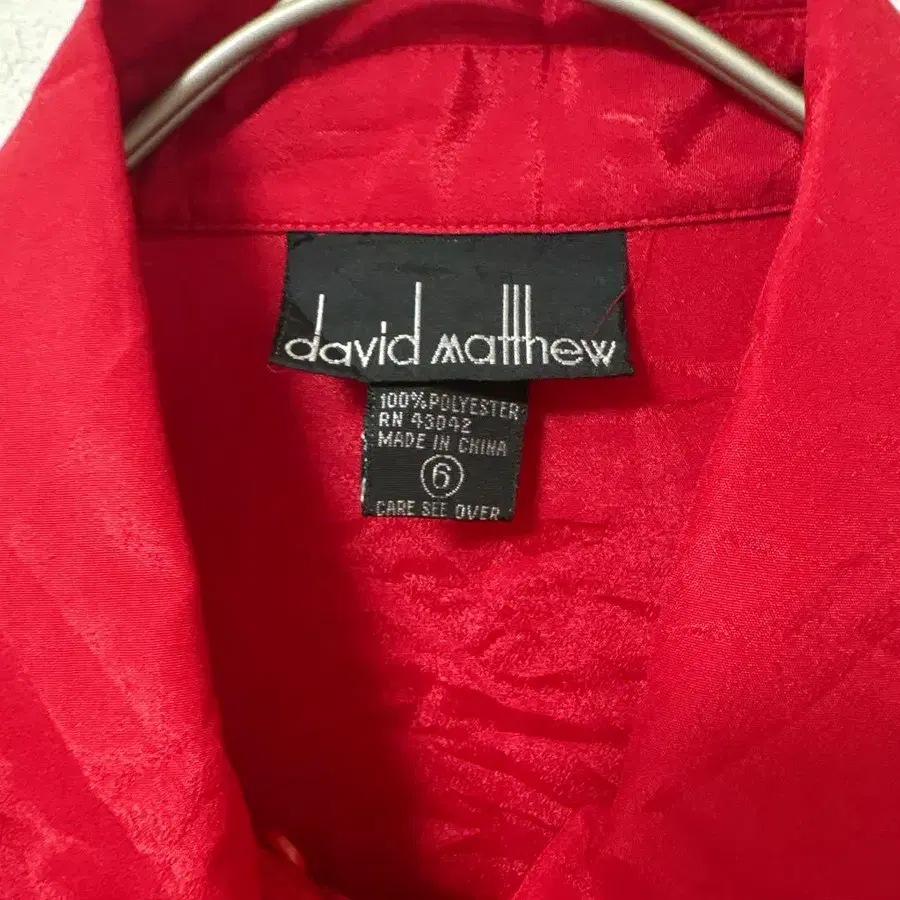 david matthew
100% POLYESTER
RN 43042
MADE IN CHINA
6
CARE SEE OVER